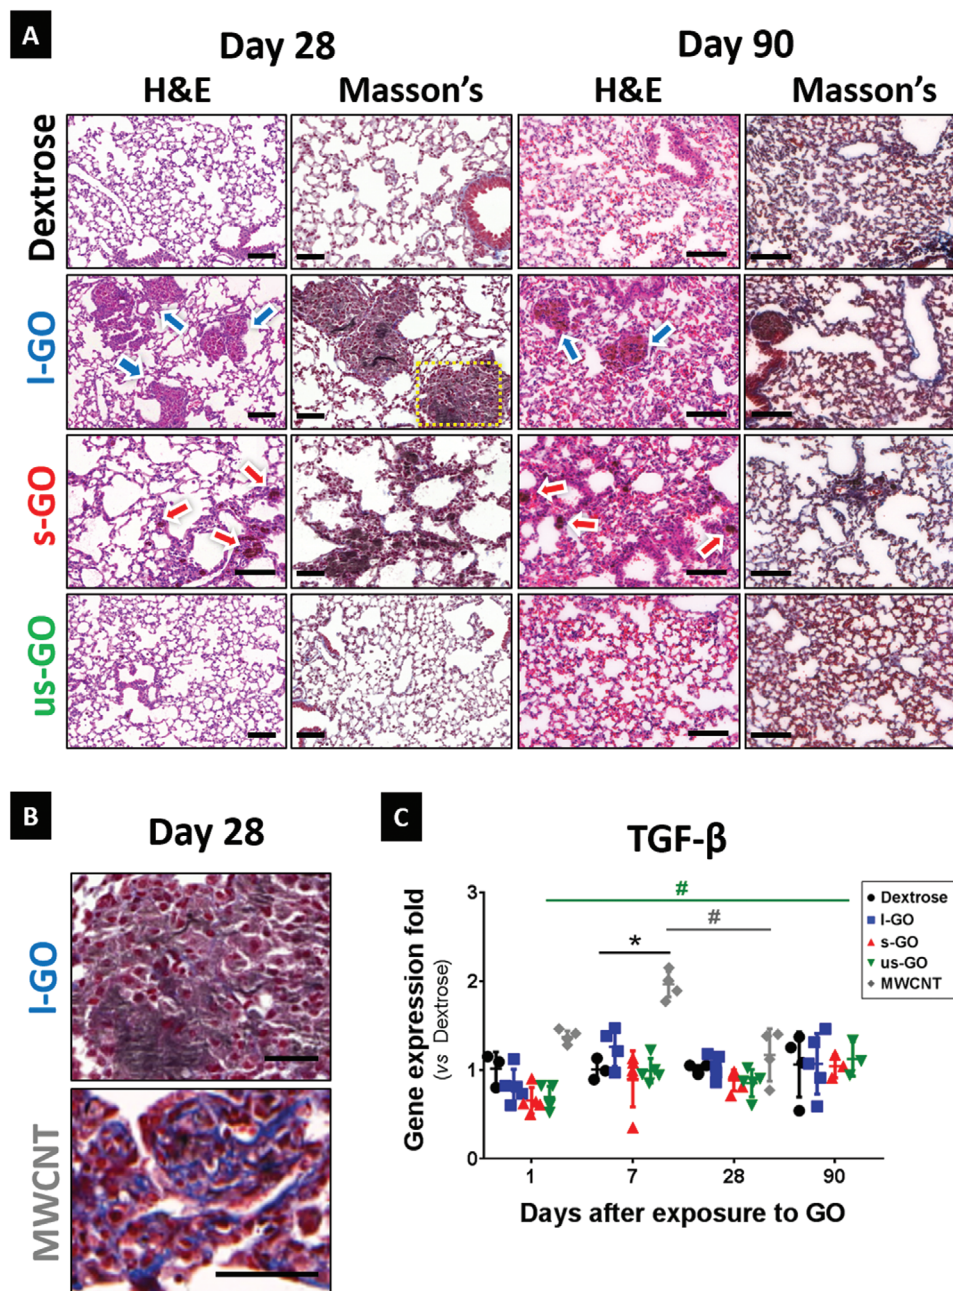 A
Day 28
Day 90
H&E
Masson's
H&E
Masson's
Dextrose
l-GO
s-GO
us-GO
B
Day 28
l-GO
MWCNT
C
TGF-β
Gene expression fold
(vs Dextrose)
3
2
1
0
#
#
*
Dextrose
l-GO
s-GO
us-GO
MWCNT
1
7
28
90
Days after exposure to GO